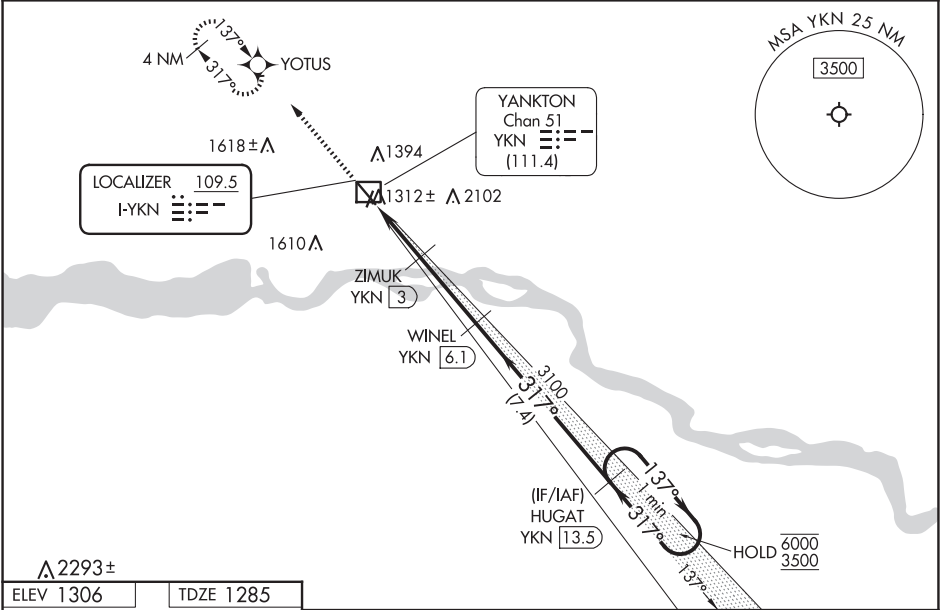 MSA YKN 25 NM
3500
137°
4 NM
317°
YOTUS
YANKTON
Chan 51
YKN
(111.4)
1618±
1394
LOCALIZER 109.5
I-YKN
1312±
2102
1610
ZIMUK
YKN 3
WINEL
YKN 6.1
3100
317°
(7.4)
137°
1 min
317°
(IF/IAF)
HUGAT
YKN 13.5
HOLD 6000
3500
137°
2293±
ELEV 1306 TDZE 1285